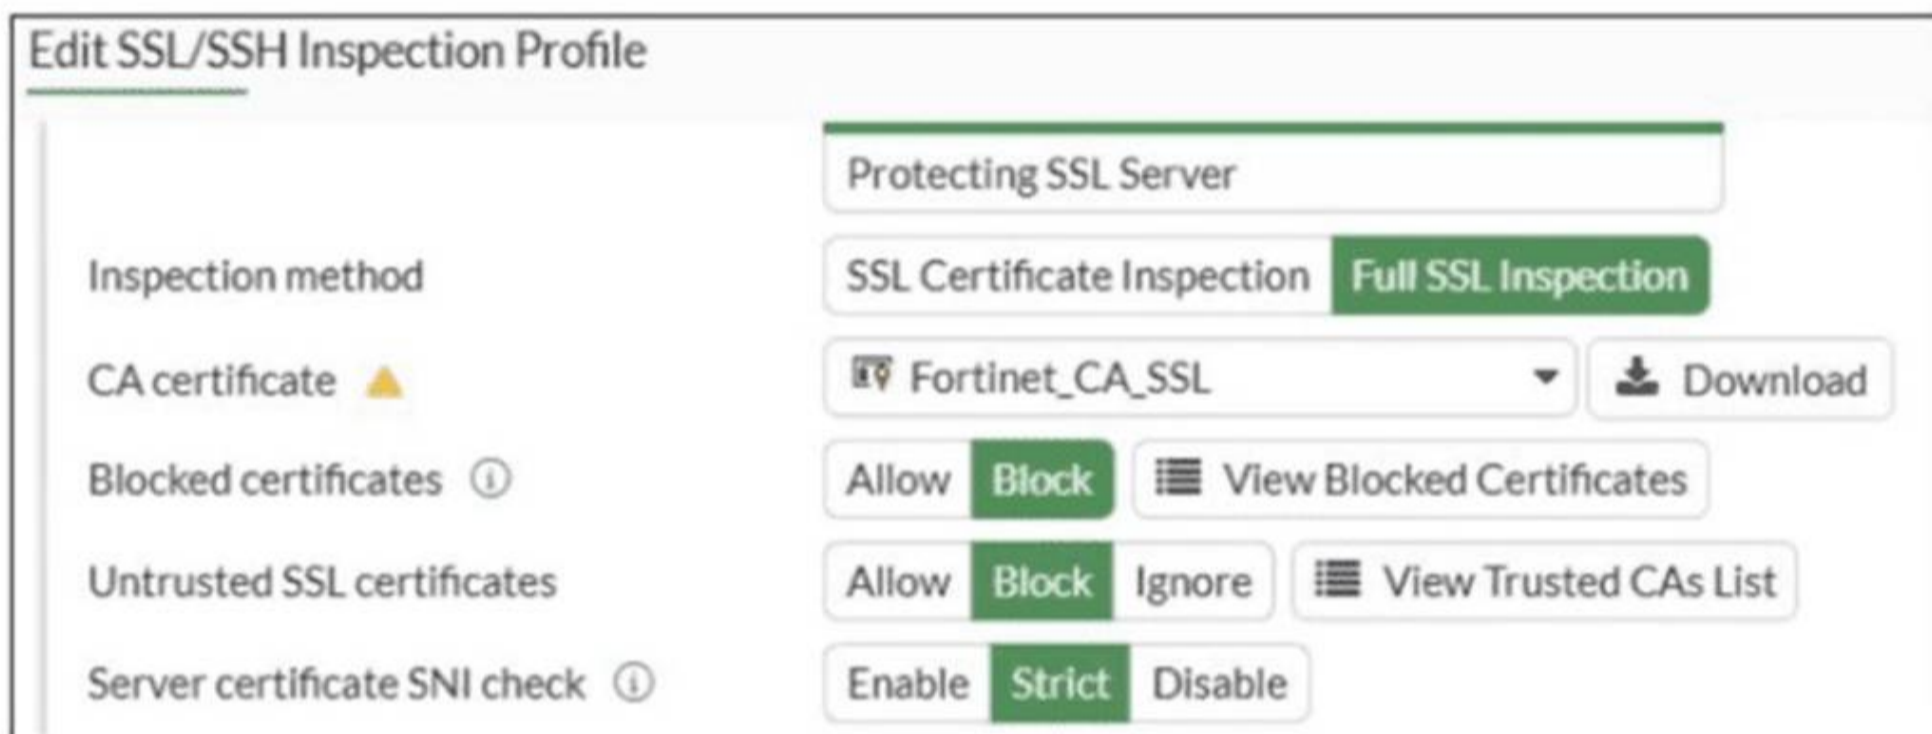 Edit SSL/SSH Inspection Profile
Protecting SSL Server
Inspection method SSL Certificate Inspection Full SSL Inspection
CA certificate Fortinet_CA_SSL Download
Blocked certificates Allow Block View Blocked Certificates
Untrusted SSL certificates Allow Block Ignore View Trusted CAs List
Server certificate SNI check Enable Strict Disable